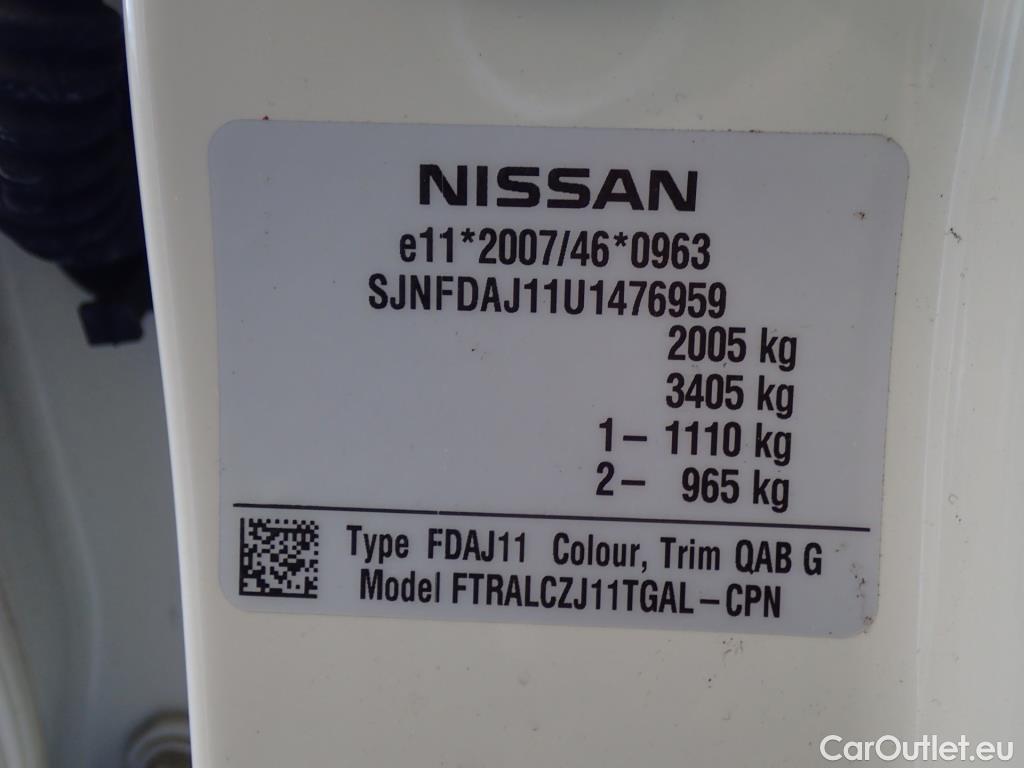 NISSAN
e11*2007/46*0963
SJNFDAJ11U1476959
2005 kg
3405 kg
1– 1110 kg
2– 965 kg
Type FDAJ11 Colour, Trim QAB G
Model FTRALCZJ11TGAL–CPN
CarOutlet.eu